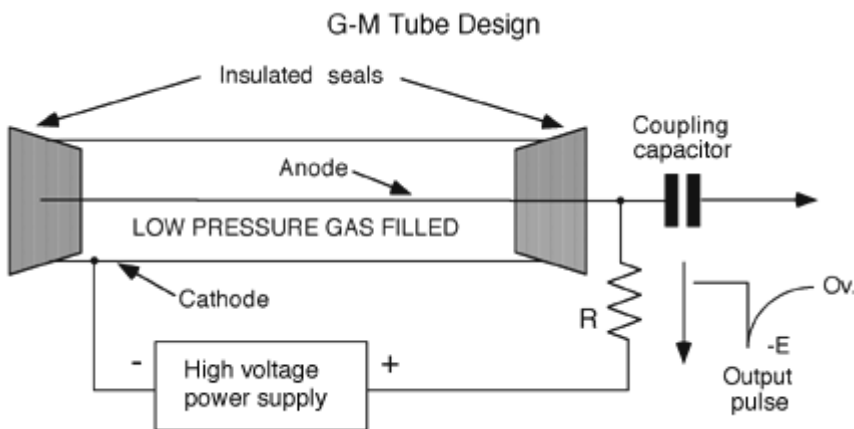 G-M Tube Design
Insulated seals
Coupling
capacitor
Anode
LOW PRESSURE GAS FILLED
Cathode
R
Ov.
-E
- High voltage +
power supply
Output
pulse